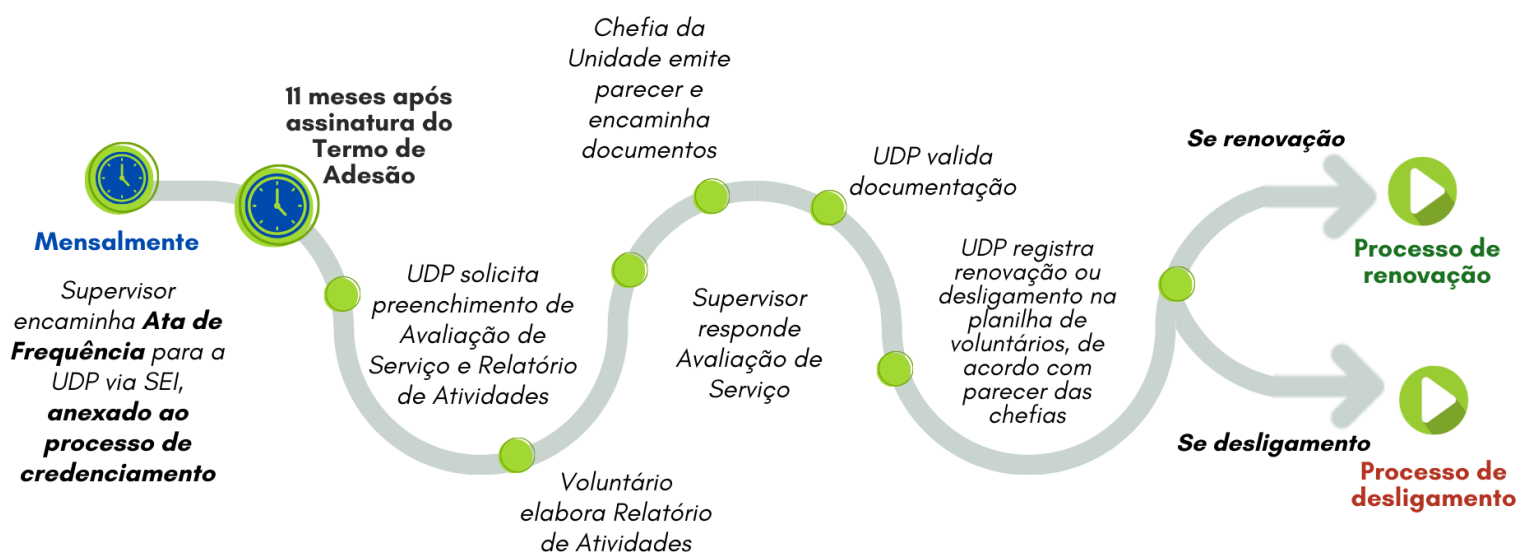 Mensalmente
Supervisor
encaminha Ata de
Frequência para a
UDP via SEI,
anexado ao
processo de
credenciamento
11 meses após
assinatura do
Termo de
Adesão
UDP solicita
preenchimento de
Avaliação de
Serviço e Relatório
de Atividades
Voluntário
elabora Relatório
de Atividades
Supervisor
responde
Avaliação de
Serviço
Chefia da
Unidade emite
parecer e
encaminha
documentos
UDP valida
documentação
UDP registra
renovação ou
desligamento na
planilha de
voluntários, de
acordo com
parecer das
chefias
Se renovação
Processo de
renovação
Se desligamento
Processo de
desligamento